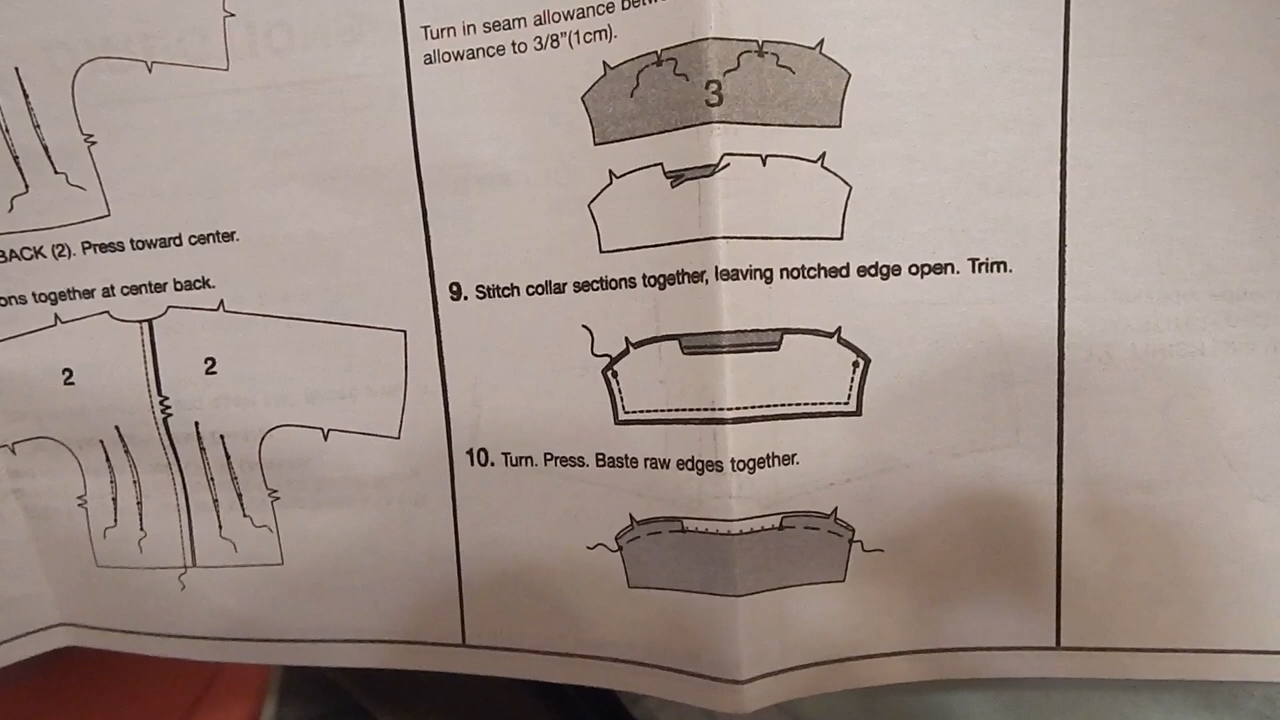 BACK (2). Press toward center.
together at center back.
2
2
Turn in seam allowance
allowance to 3/8"(1cm).
3
9. Stitch collar sections together, leaving notched edge open. Trim.
10. Turn. Press. Baste raw edges together.